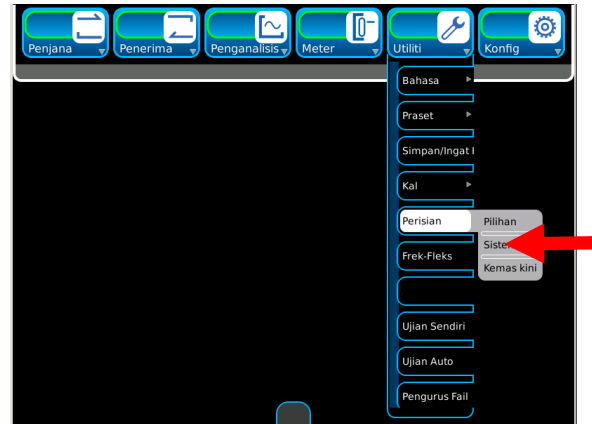 Penjana
Penerima
Penganalisis
Meter
Utiliti
Konfig
Bahasa
Praset
Simpan/Ingat
Kal
Perisian
Pilihan
Kemas kini
Frek-Fleks
Ujian Sendiri
Ujian Auto
Pengurus Fail